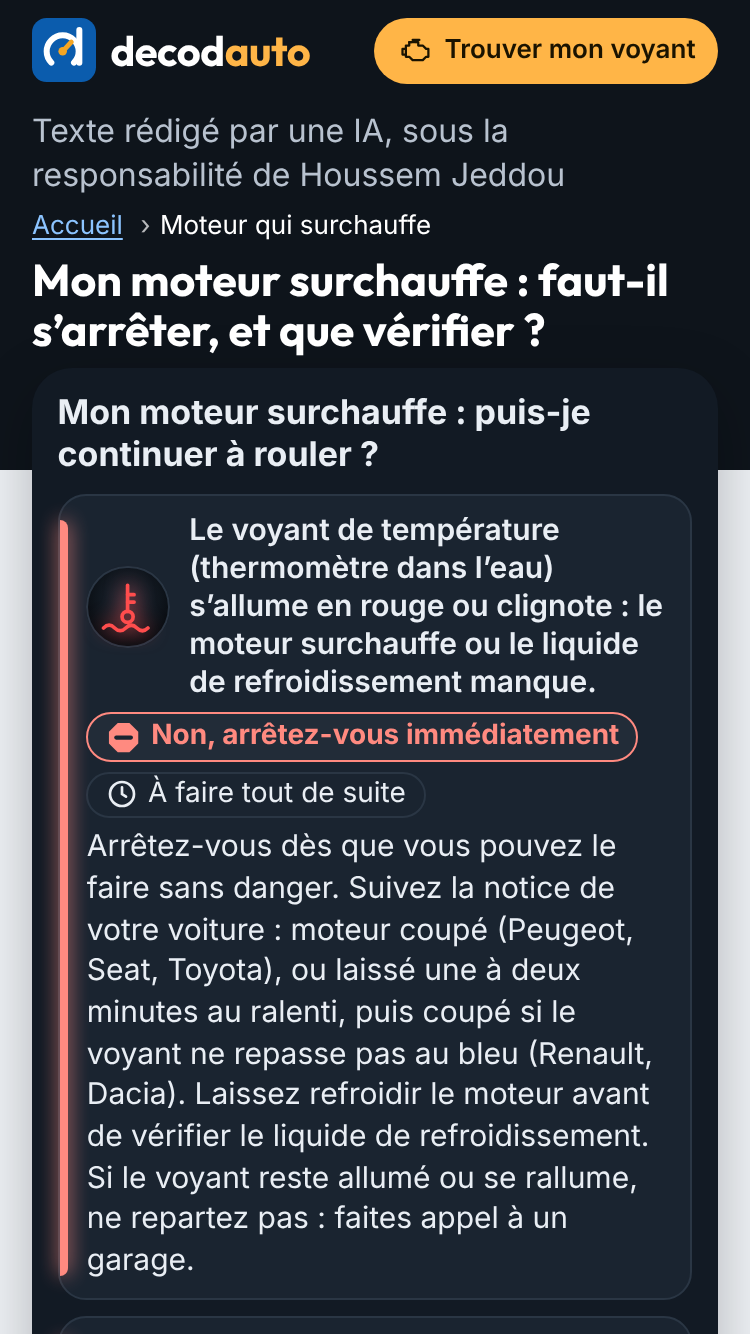 decodauto
Trouver mon voyant
Texte rédigé par une IA, sous la
responsabilité de Houssem Jeddou
Accueil › Moteur qui surchauffe
Mon moteur surchauffe : faut-il
s’arrêter, et que vérifier ?
Mon moteur surchauffe : puis-je
continuer à rouler ?
Le voyant de température
(thermomètre dans l’eau)
s’allume en rouge ou clignote : le
moteur surchauffe ou le liquide
de refroidissement manque.
Non, arrêtez-vous immédiatement
À faire tout de suite
Arrêtez-vous dès que vous pouvez le
faire sans danger. Suivez la notice de
votre voiture : moteur coupé (Peugeot,
Seat, Toyota), ou laissé une à deux
minutes au ralenti, puis coupé si le
voyant ne repasse pas au bleu (Renault,
Dacia). Laissez refroidir le moteur avant
de vérifier le liquide de refroidissement.
Si le voyant reste allumé ou se rallume,
ne repartez pas : faites appel à un
garage.